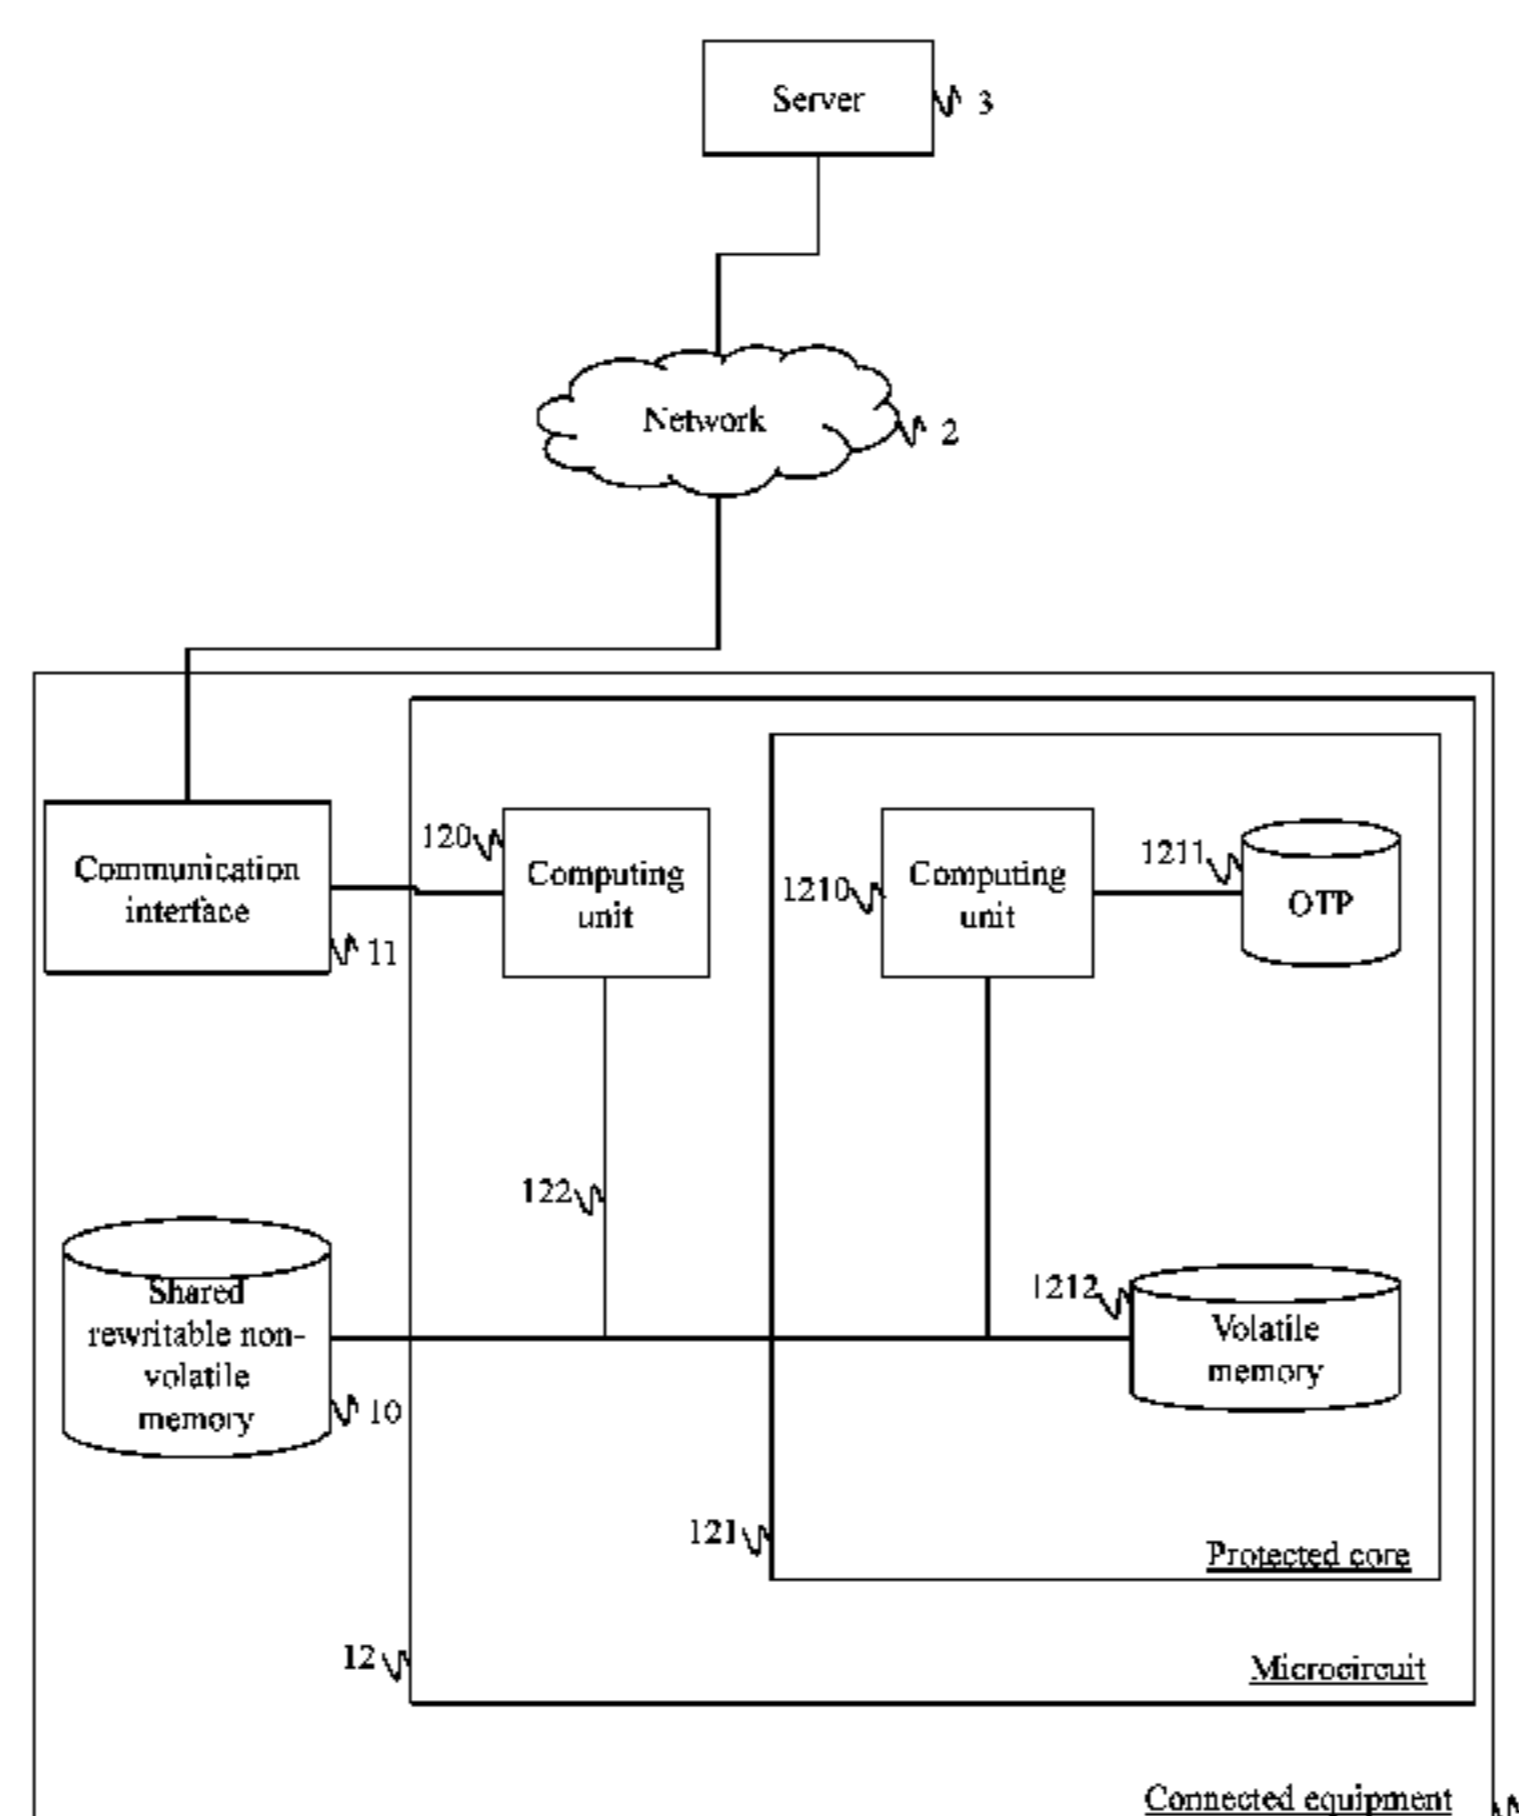 Server
3
Network
2
120
Computing
unit
1210
Computing
unit
1211
OTP
Communication
interface
11
122
Shared
rewritable non-
volatile
memory
10
1212
Volatile
memory
121
Protected core
12
Microcircuit
Connected equipment